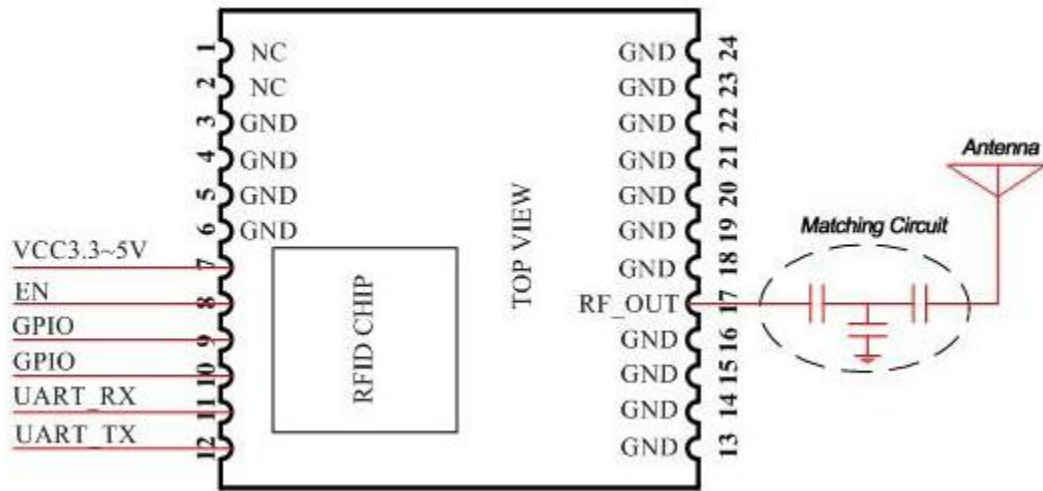 1 NC
2 NC
3 GND
4 GND
5 GND
6 GND
VCC3.3~5V 7
EN 8
GPIO 9
GPIO 10
UART_RX 11
UART_TX 12
RFID CHIP
TOP VIEW
GND 24
GND 23
GND 22
GND 21
GND 20
GND 19
GND 18
RF_OUT 17
GND 16
GND 15
GND 14
GND 13
Matching Circuit
Antenna